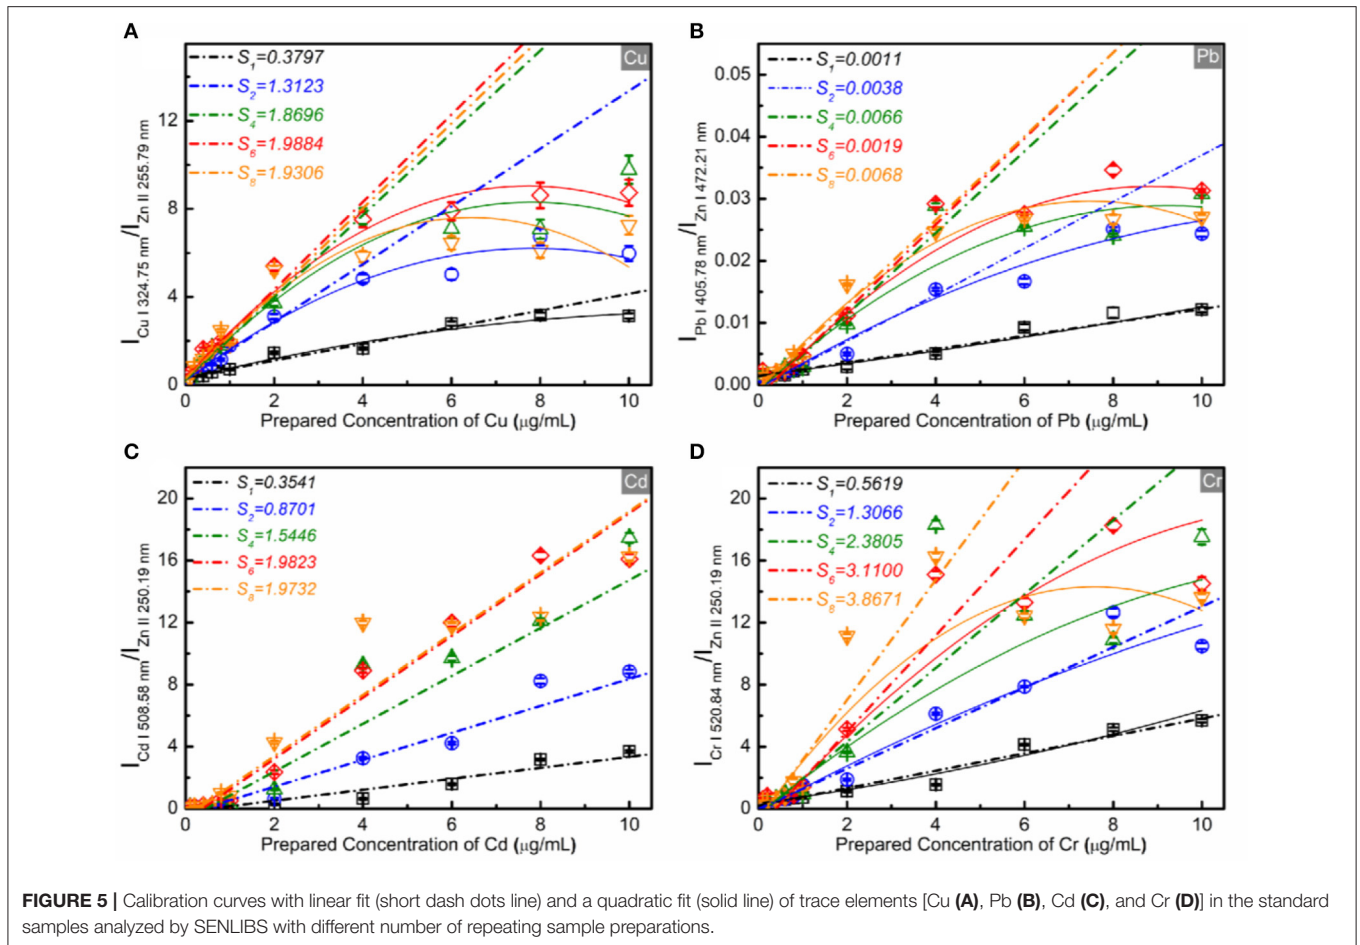 A
Cu
S1=0.3797
S2=1.3123
S4=1.8696
S6=1.9884
S8=1.9306
12
8
4
0
0 2 4 6 8 10
I Cu I 324.75 nm/I Zn II 255.79 nm
Prepared Concentration of Cu (μg/mL)
B
Pb
S1=0.0011
S2=0.0038
S4=0.0066
S6=0.0019
S8=0.0068
0.05
0.04
0.03
0.02
0.01
0.00
0 2 4 6 8 10
I Pb I 405.78 nm/I Zn I 472.21 nm
Prepared Concentration of Pb (μg/mL)
C
Cd
S1=0.3541
S2=0.8701
S4=1.5446
S6=1.9823
S8=1.9732
20
16
12
8
4
0
0 2 4 6 8 10
I Cd I 508.58 nm/I Zn II 250.19 nm
Prepared Concentration of Cd (μg/mL)
D
Cr
S1=0.5619
S2=1.3066
S4=2.3805
S6=3.1100
S8=3.8671
20
16
12
8
4
0
0 2 4 6 8 10
I Cr I 520.84 nm/I Zn II 250.19 nm
Prepared Concentration of Cr (μg/mL)
FIGURE 5 | Calibration curves with linear fit (short dash dots line) and a quadratic fit (solid line) of trace elements [Cu (A), Pb (B), Cd (C), and Cr (D)] in the standard
samples analyzed by SENLIBS with different number of repeating sample preparations.